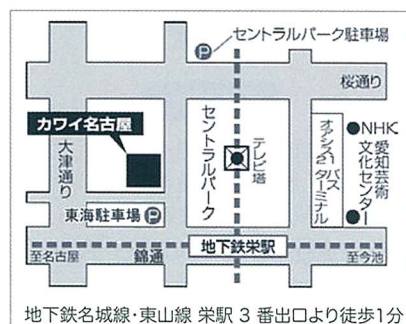 セントラルパーク駐車場
P
桜通り
カワイ名古屋
大津通り
セントラルパーク
テレビ塔
オアシス21
バスターミナル
NHK
愛知芸術
文化センター
東海駐車場 P
地下鉄栄駅
至名古屋
錦通
至今池
地下鉄名城線・東山線 栄駅 3 番出口より徒歩1分